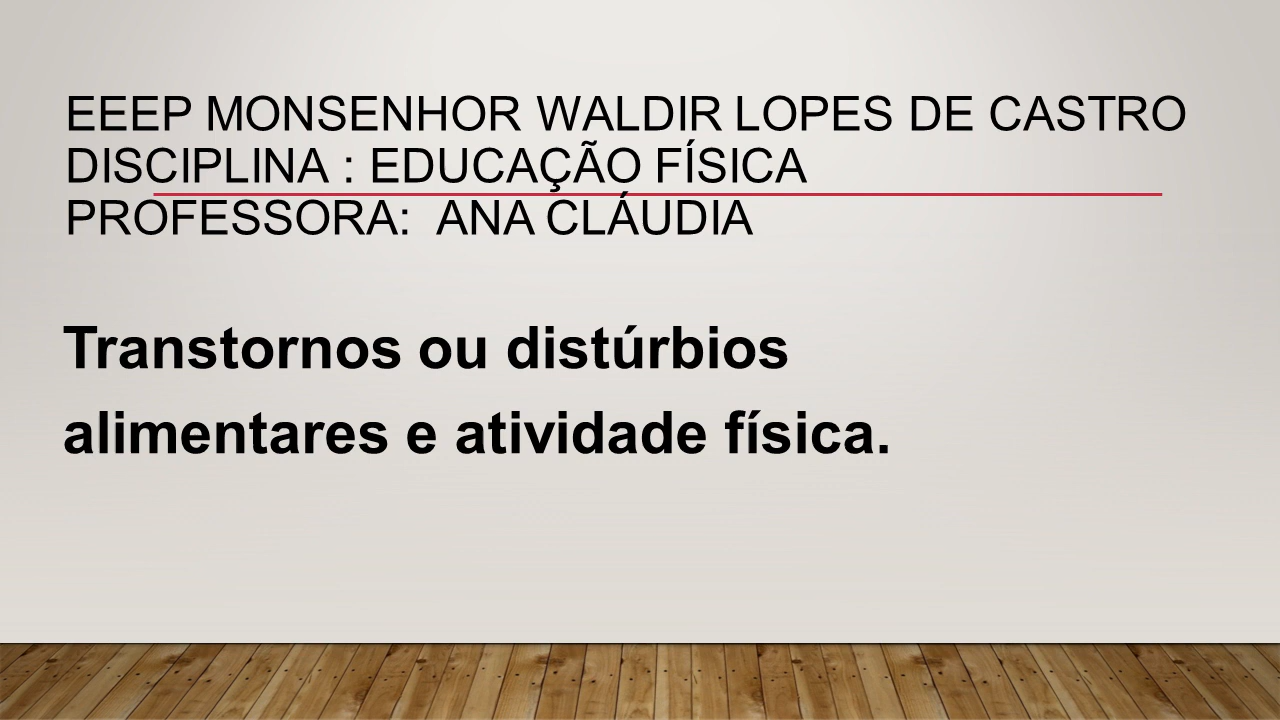 EEEP MONSENHOR WALDIR LOPES DE CASTRO
DISCIPLINA : EDUCAÇÃO FÍSICA
PROFESSORA:  ANA CLÁUDIA
Transtornos ou distúrbios
alimentares e atividade física.